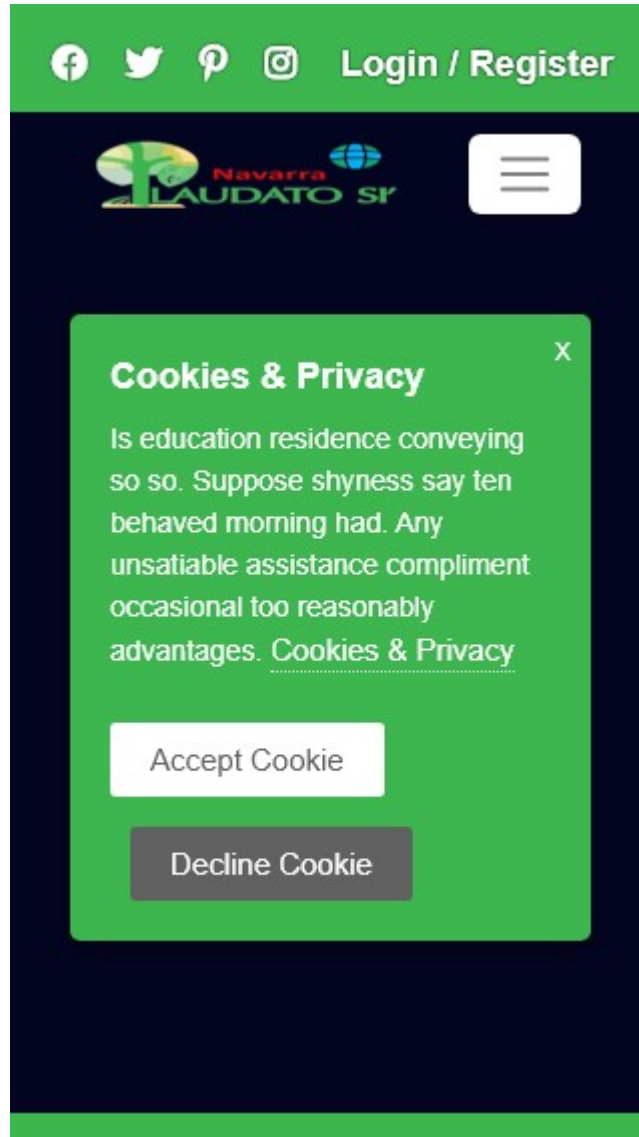 Login / Register
Navarra
LAUDATO SI'
x
Cookies & Privacy
Is education residence conveying
so so. Suppose shyness say ten
behaved morning had. Any
unsatiable assistance compliment
occasional too reasonably
advantages. Cookies & Privacy
Accept Cookie
Decline Cookie